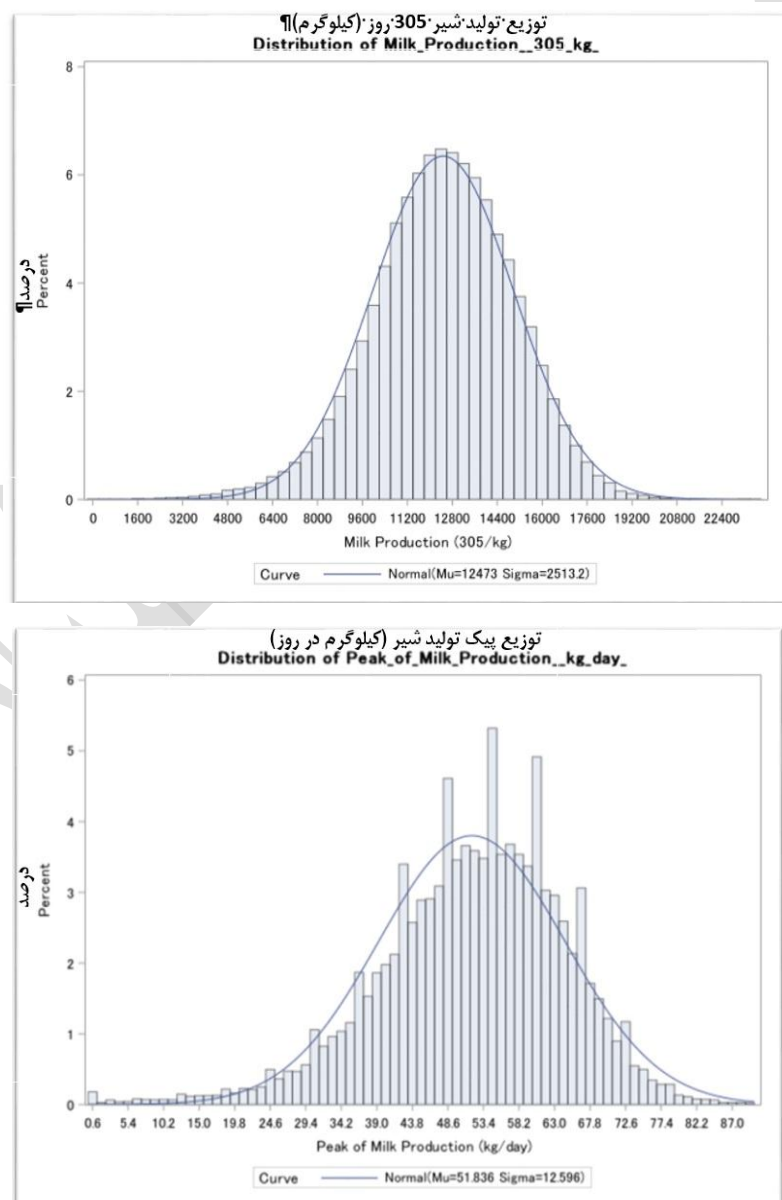 توزیع تولید شیر 305 روز (کیلوگرم)¶
Distribution of Milk_Production__305_kg_
8
6
4
2
0
درصد¶
Percent
0 1600 3200 4800 6400 8000 9600 11200 12800 14400 16000 17600 19200 20800 22400
Milk Production (305/kg)
Curve Normal(Mu=12473 Sigma=2513.2)
توزیع پیک تولید شیر (کیلوگرم در روز)
Distribution of Peak_of_Milk_Production__kg_day_
6
5
4
3
2
1
0
درصد
Percent
0.6 5.4 10.2 15.0 19.8 24.6 29.4 34.2 39.0 43.8 48.6 53.4 58.2 63.0 67.8 72.6 77.4 82.2 87.0
Peak of Milk Production (kg/day)
Curve Normal(Mu=51.836 Sigma=12.596)